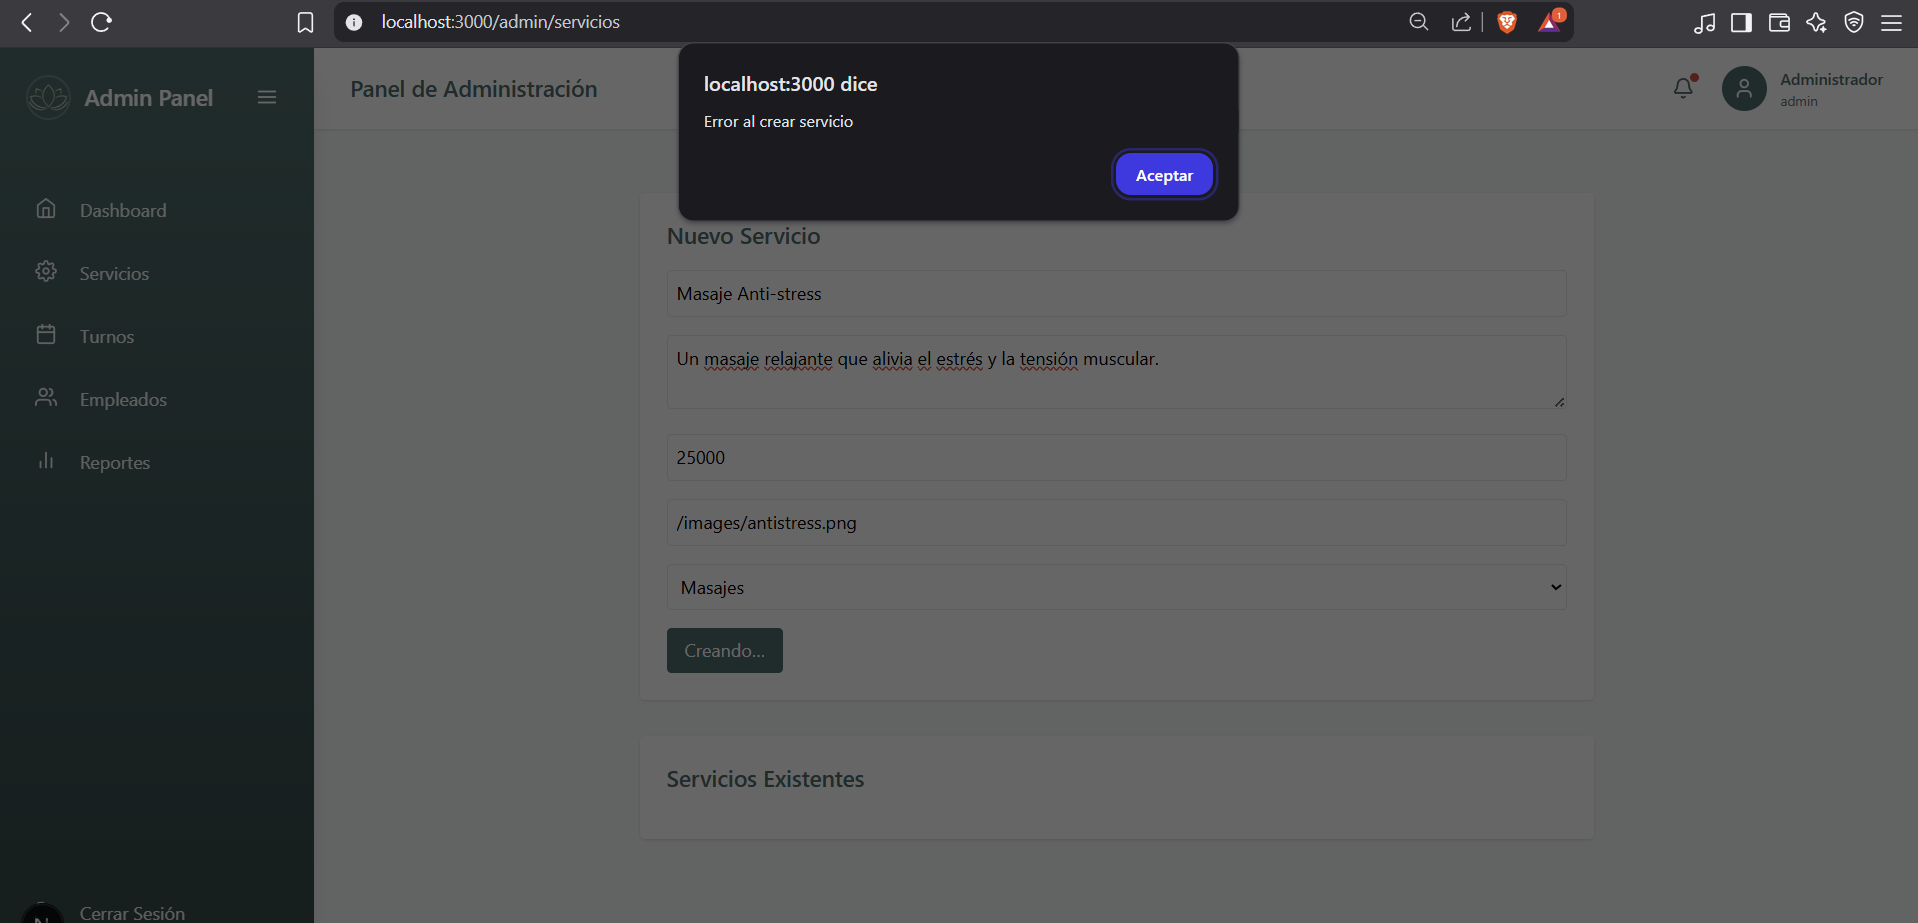 localhost:3000/admin/servicios
1
localhost:3000 dice
Error al crear servicio
Aceptar
Admin Panel
Panel de Administración
Administrador
admin
Dashboard
Servicios
Turnos
Empleados
Reportes
Cerrar Sesión
Nuevo Servicio
Masaje Anti-stress
Un masaje relajante que alivia el estrés y la tensión muscular.
25000
/images/antistress.png
Masajes
Creando...
Servicios Existentes